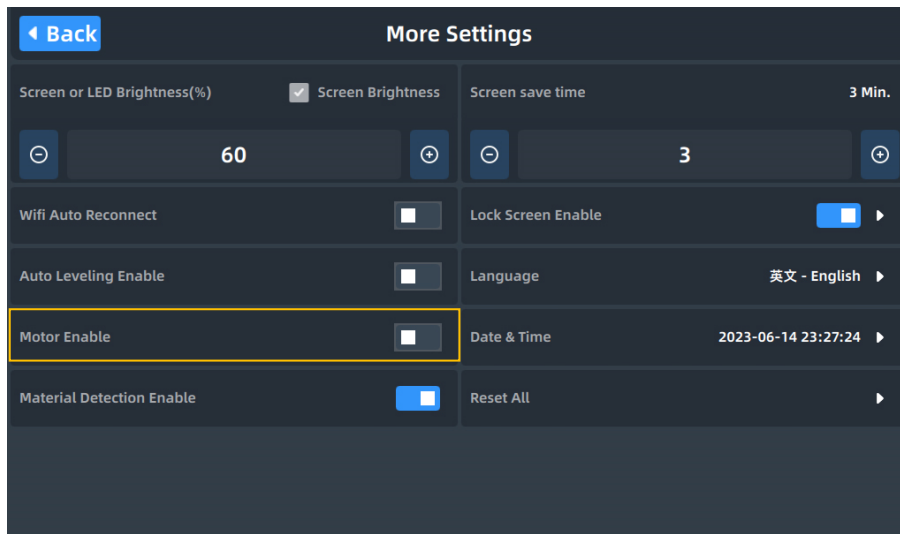 Back
More Settings
Screen or LED Brightness(%)
Screen Brightness
Screen save time
3 Min.
60
3
Wifi Auto Reconnect
Lock Screen Enable
Auto Leveling Enable
Language
英文 - English
Motor Enable
Date & Time
2023-06-14 23:27:24
Material Detection Enable
Reset All